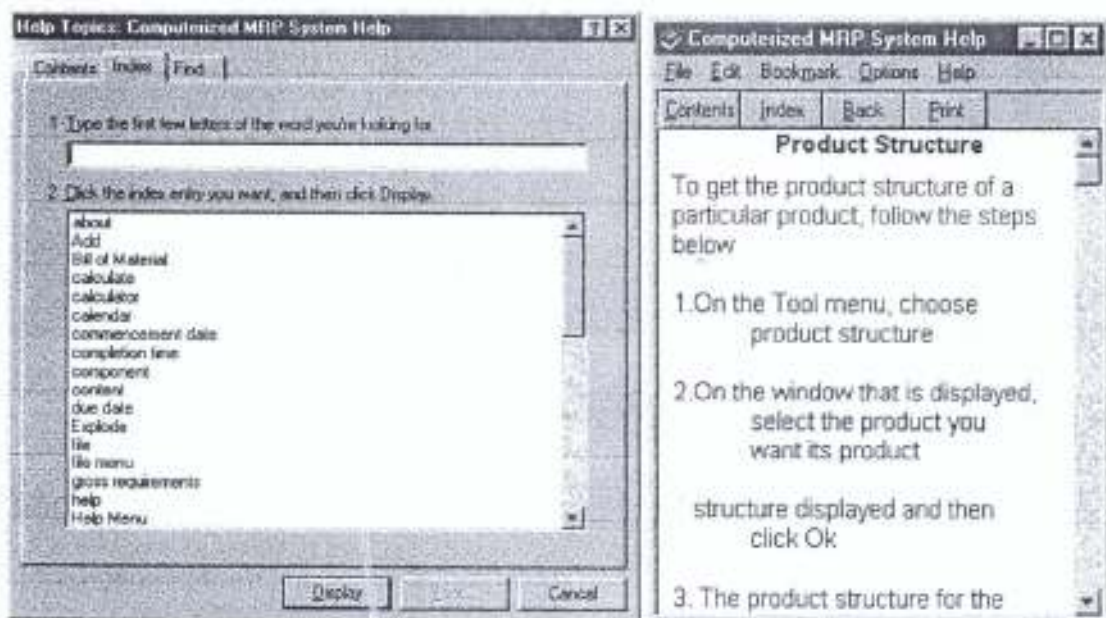 Help Topics: Computerized MRP System Help
Contents Index Find
1 Type the first few letters of the word you're looking for.
2 Click the index entry you want, and then click Display.
about
Add
Bill of Material
calculate
calculator
calendar
commencement date
completion time
component
content
due date
Explode
file
file menu
gross requirements
help
Help Menu
Display
Cancel
Computerized MRP System Help
File Edit Bookmark Options Help
Contents Index Back Print
Product Structure
To get the product structure of a
particular product, follow the steps
below
1.On the Tool menu, choose
product structure
2.On the window that is displayed,
select the product you
want its product
structure displayed and then
click Ok
3. The product structure for the